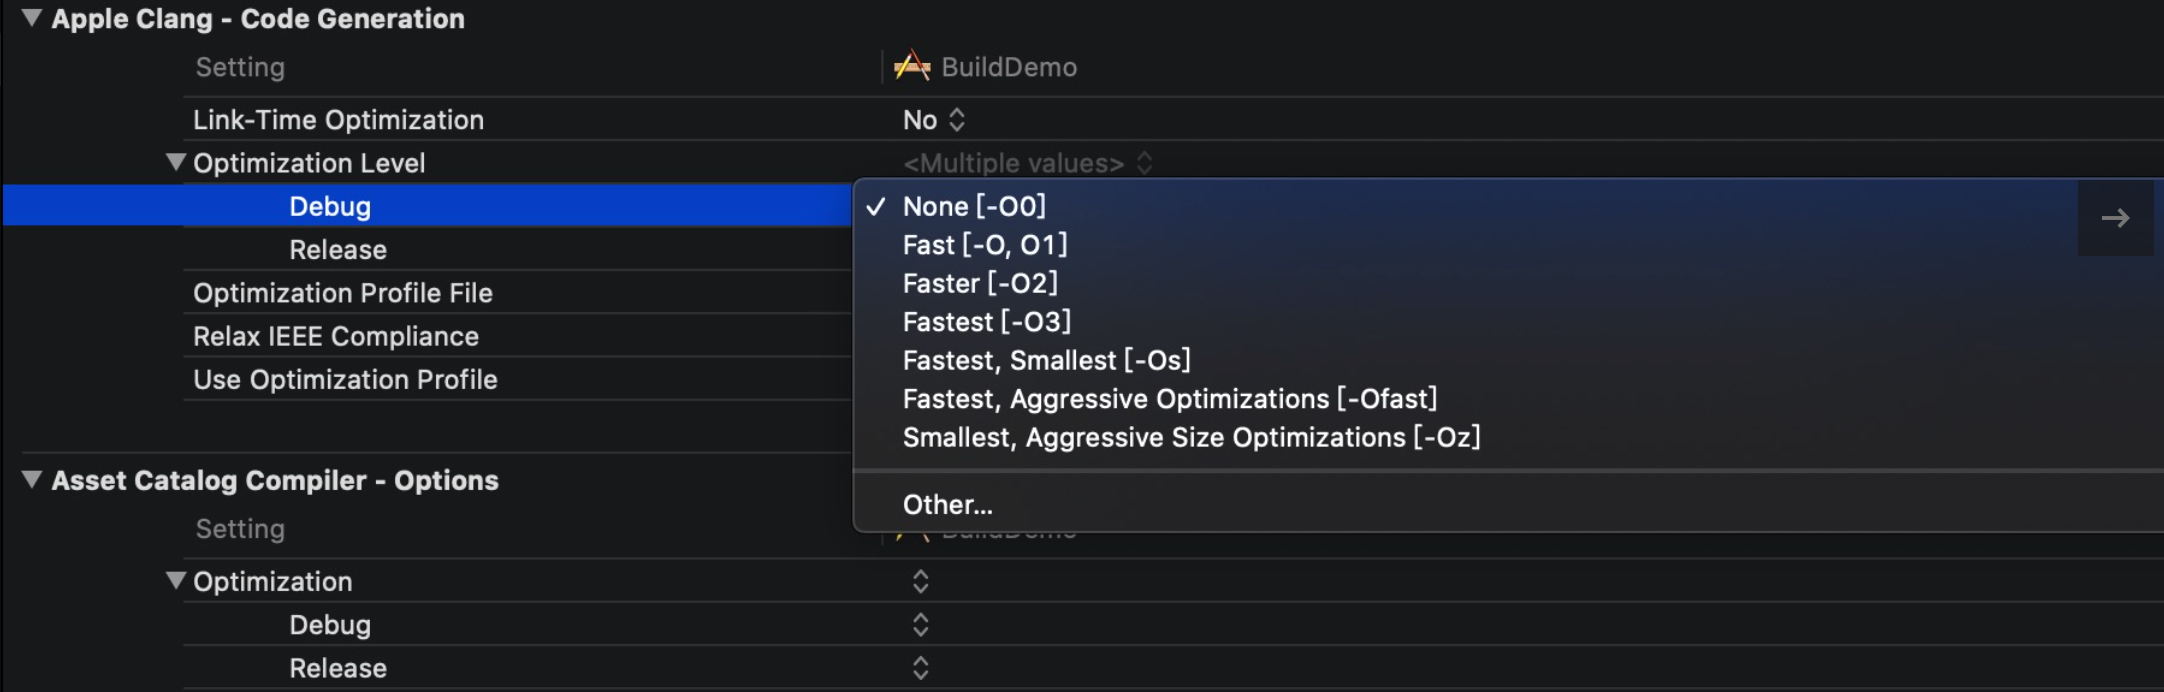 Apple Clang - Code Generation
Setting BuildDemo
Link-Time Optimization No
Optimization Level <Multiple values>
Debug None [-O0]
Fast [-O, O1]
Release
Faster [-O2]
Optimization Profile File
Fastest [-O3]
Relax IEEE Compliance
Fastest, Smallest [-Os]
Use Optimization Profile
Fastest, Aggressive Optimizations [-Ofast]
Smallest, Aggressive Size Optimizations [-Oz]
Asset Catalog Compiler - Options
Other...
Setting BuildDemo
Optimization
Debug
Release